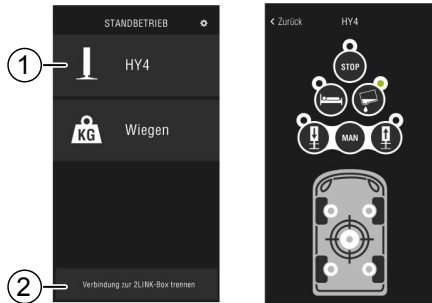 STANDBETRIEB
1
HY4
KG
Wiegen
2
Verbindung zur 2LINK-Box trennen
< Zurück
HY4
STOP
MAN